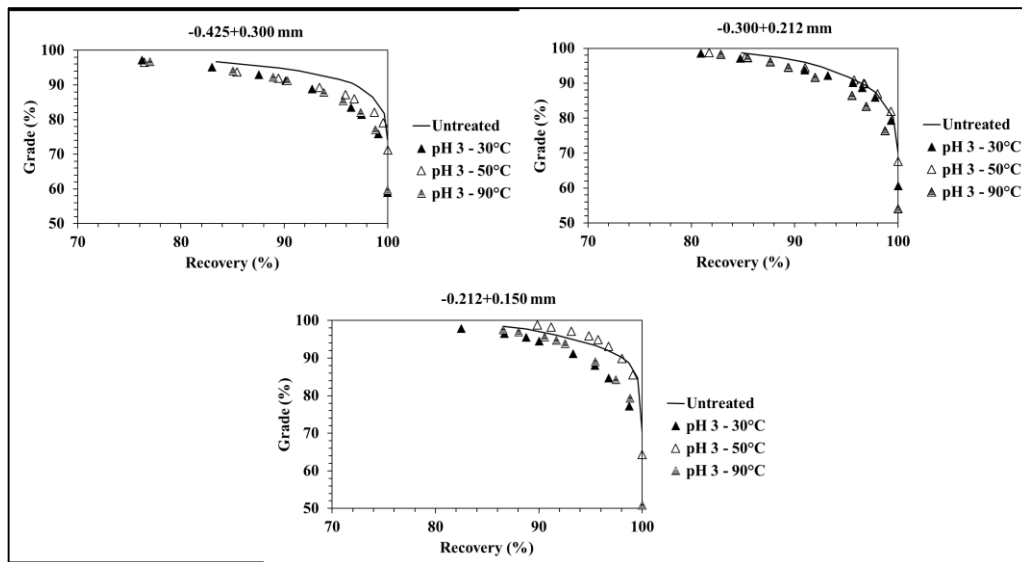 -0.425+0.300 mm
100
90
80
70
60
50
Grade (%)
70 80 90 100
Recovery (%)
Untreated
pH 3 - 30°C
pH 3 - 50°C
pH 3 - 90°C
-0.300+0.212 mm
100
90
80
70
60
50
Grade (%)
70 80 90 100
Recovery (%)
Untreated
pH 3 - 30°C
pH 3 - 50°C
pH 3 - 90°C
-0.212+0.150 mm
100
90
80
70
60
50
Grade (%)
70 80 90 100
Recovery (%)
Untreated
pH 3 - 30°C
pH 3 - 50°C
pH 3 - 90°C